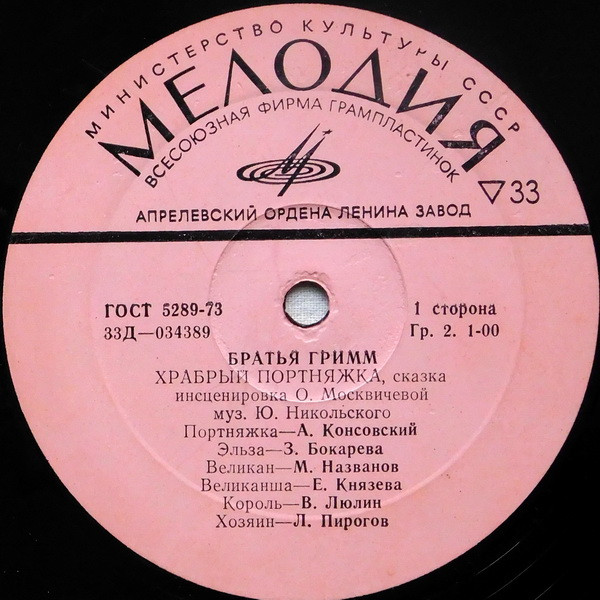 МИНИСТЕРСТВО КУЛЬТУРЫ СССР
МЕЛОДИЯ
ВСЕСОЮЗНАЯ ФИРМА ГРАМПЛАСТИНОК
33
АПРЕЛЕВСКИЙ ОРДЕНА ЛЕНИНА ЗАВОД
ГОСТ 5289-73
1 сторона
33Д—034389
Гр. 2. 1-00
БРАТЬЯ ГРИММ
ХРАБРЫЙ ПОРТНЯЖКА, сказка
инсценировка О. Москвичевой
муз. Ю. Никольского
Портняжка—А. Консовский
Эльза—З. Бокарева
Великан—М. Названов
Великанша—Е. Князева
Король—В. Люлин
Хозяин—Л. Пирогов